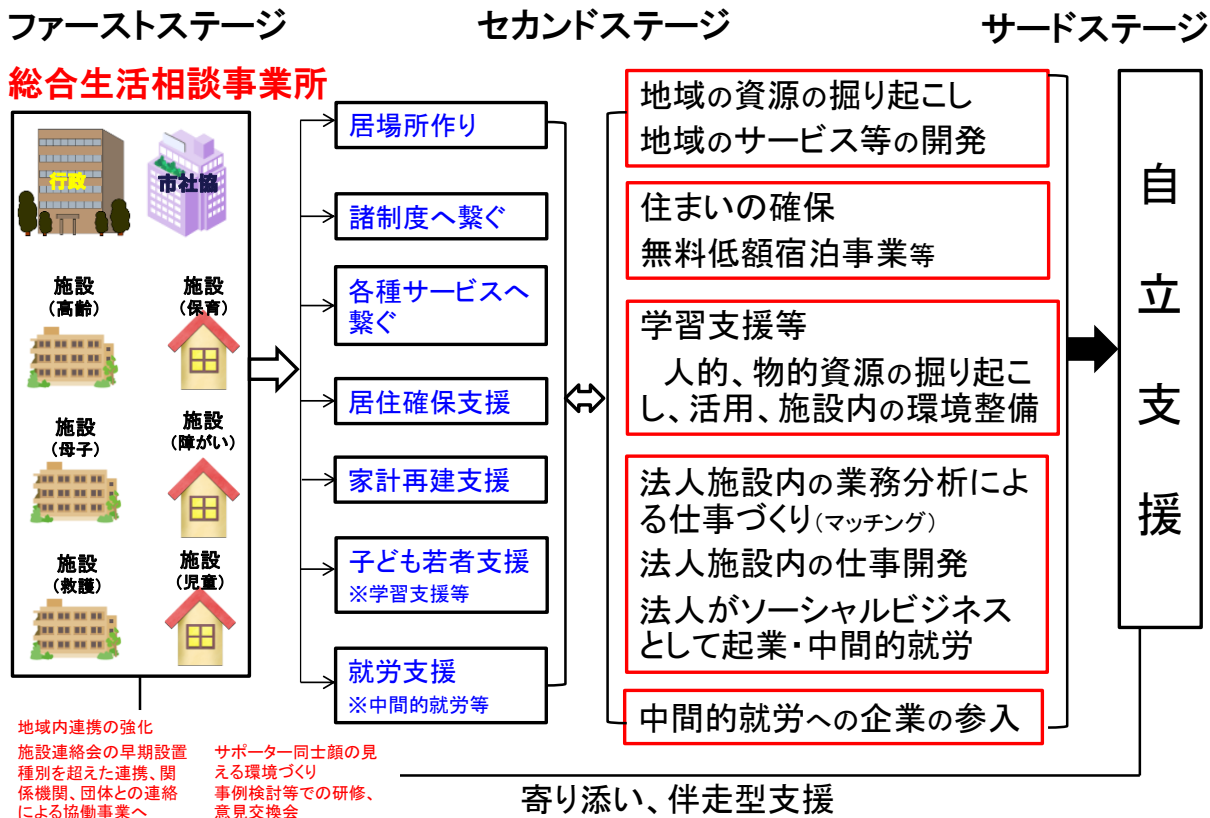 ファーストステージ
セカンドステージ
サードステージ
総合生活相談事業所
行政
市社協
施設
(高齢)
施設
(保育)
施設
(母子)
施設
(障がい)
施設
(救護)
施設
(児童)
地域内連携の強化
施設連絡会の早期設置
種別を超えた連携、関
係機関、団体との連絡
による協働事業へ
サポーター同士顔の見
える環境づくり
事例検討等での研修、
意見交換会
居場所作り
諸制度へ繋ぐ
各種サービスへ
繋ぐ
居住確保支援
家計再建支援
子ども若者支援
※学習支援等
就労支援
※中間的就労等
地域の資源の掘り起こし
地域のサービス等の開発
住まいの確保
無料低額宿泊事業等
学習支援等
人的、物的資源の掘り起こ
し、活用、施設内の環境整備
法人施設内の業務分析によ
る仕事づくり(マッチング)
法人施設内の仕事開発
法人がソーシャルビジネス
として起業・中間的就労
中間的就労への企業の参入
自立支援
寄り添い、伴走型支援